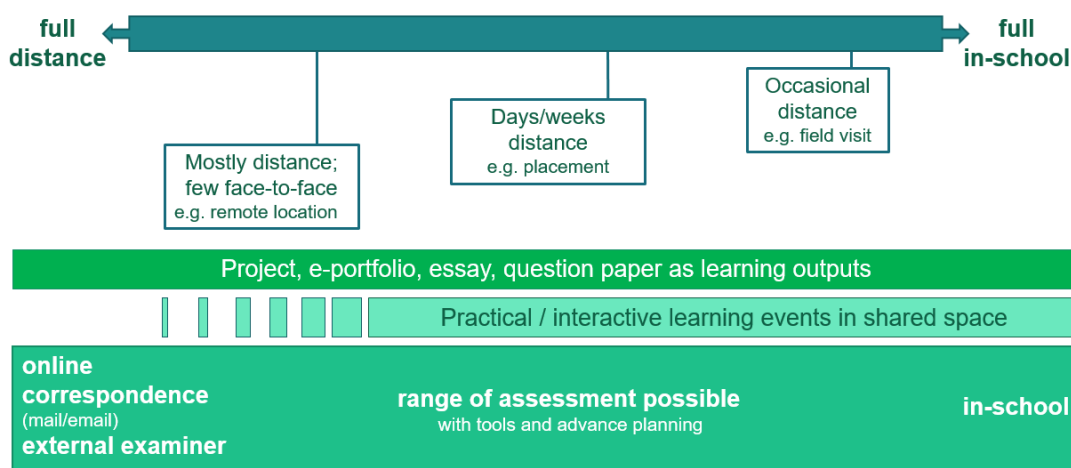 full
distance
full
in-school
Mostly distance;
few face-to-face
e.g. remote location
Days/weeks
distance
e.g. placement
Occasional
distance
e.g. field visit
Project, e-portfolio, essay, question paper as learning outputs
Practical / interactive learning events in shared space
online
correspondence
(mail/email)
external examiner
range of assessment possible
with tools and advance planning
in-school